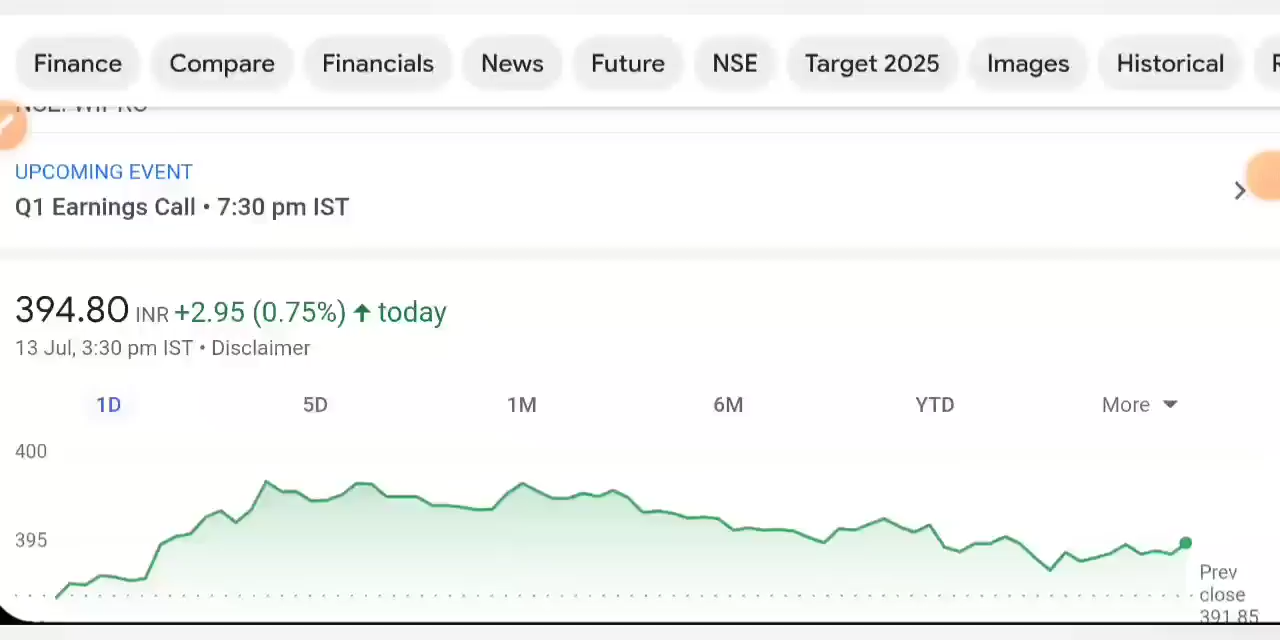 Finance Compare Financials News Future NSE Target 2025 Images Historical
NSE: WIPRO
UPCOMING EVENT
Q1 Earnings Call • 7:30 pm IST
394.80 INR +2.95 (0.75%) ↑ today
13 Jul, 3:30 pm IST • Disclaimer
1D 5D 1M 6M YTD More
400
395
Prev
close
391.85